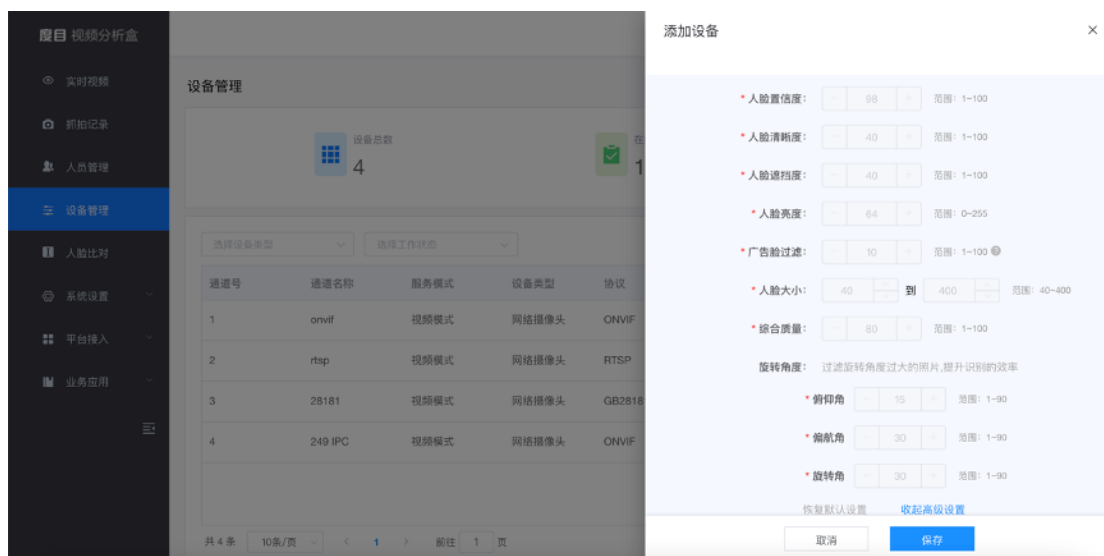 度目 视频分析盒
实时视频
抓拍记录
人员管理
设备管理
人脸比对
系统设置
平台接入
业务应用
设备管理
设备总数
4
在
1
选择设备类型
选择工作状态
通道号 通道名称 服务模式 设备类型 协议
1 onvif 视频模式 网络摄像头 ONVIF
2 rtsp 视频模式 网络摄像头 RTSP
3 28181 视频模式 网络摄像头 GB2818
4 249 IPC 视频模式 网络摄像头 ONVIF
共 4 条 10条/页 < 1 > 前往 1 页
添加设备 ×
* 人脸置信度: - 98 + 范围: 1~100
* 人脸清晰度: - 40 + 范围: 1~100
* 人脸遮挡度: - 40 + 范围: 1~100
* 人脸亮度: - 64 + 范围: 0~255
* 广告脸过滤: - 10 + 范围: 1~100
* 人脸大小: 40 到 400 范围: 40~400
* 综合质量: - 80 + 范围: 1~100
旋转角度: 过滤旋转角度过大的照片,提升识别的效率
* 俯仰角 - 15 + 范围: 1~90
* 偏航角 - 30 + 范围: 1~90
* 旋转角 - 30 + 范围: 1~90
恢复默认设置 收起高级设置
取消 保存